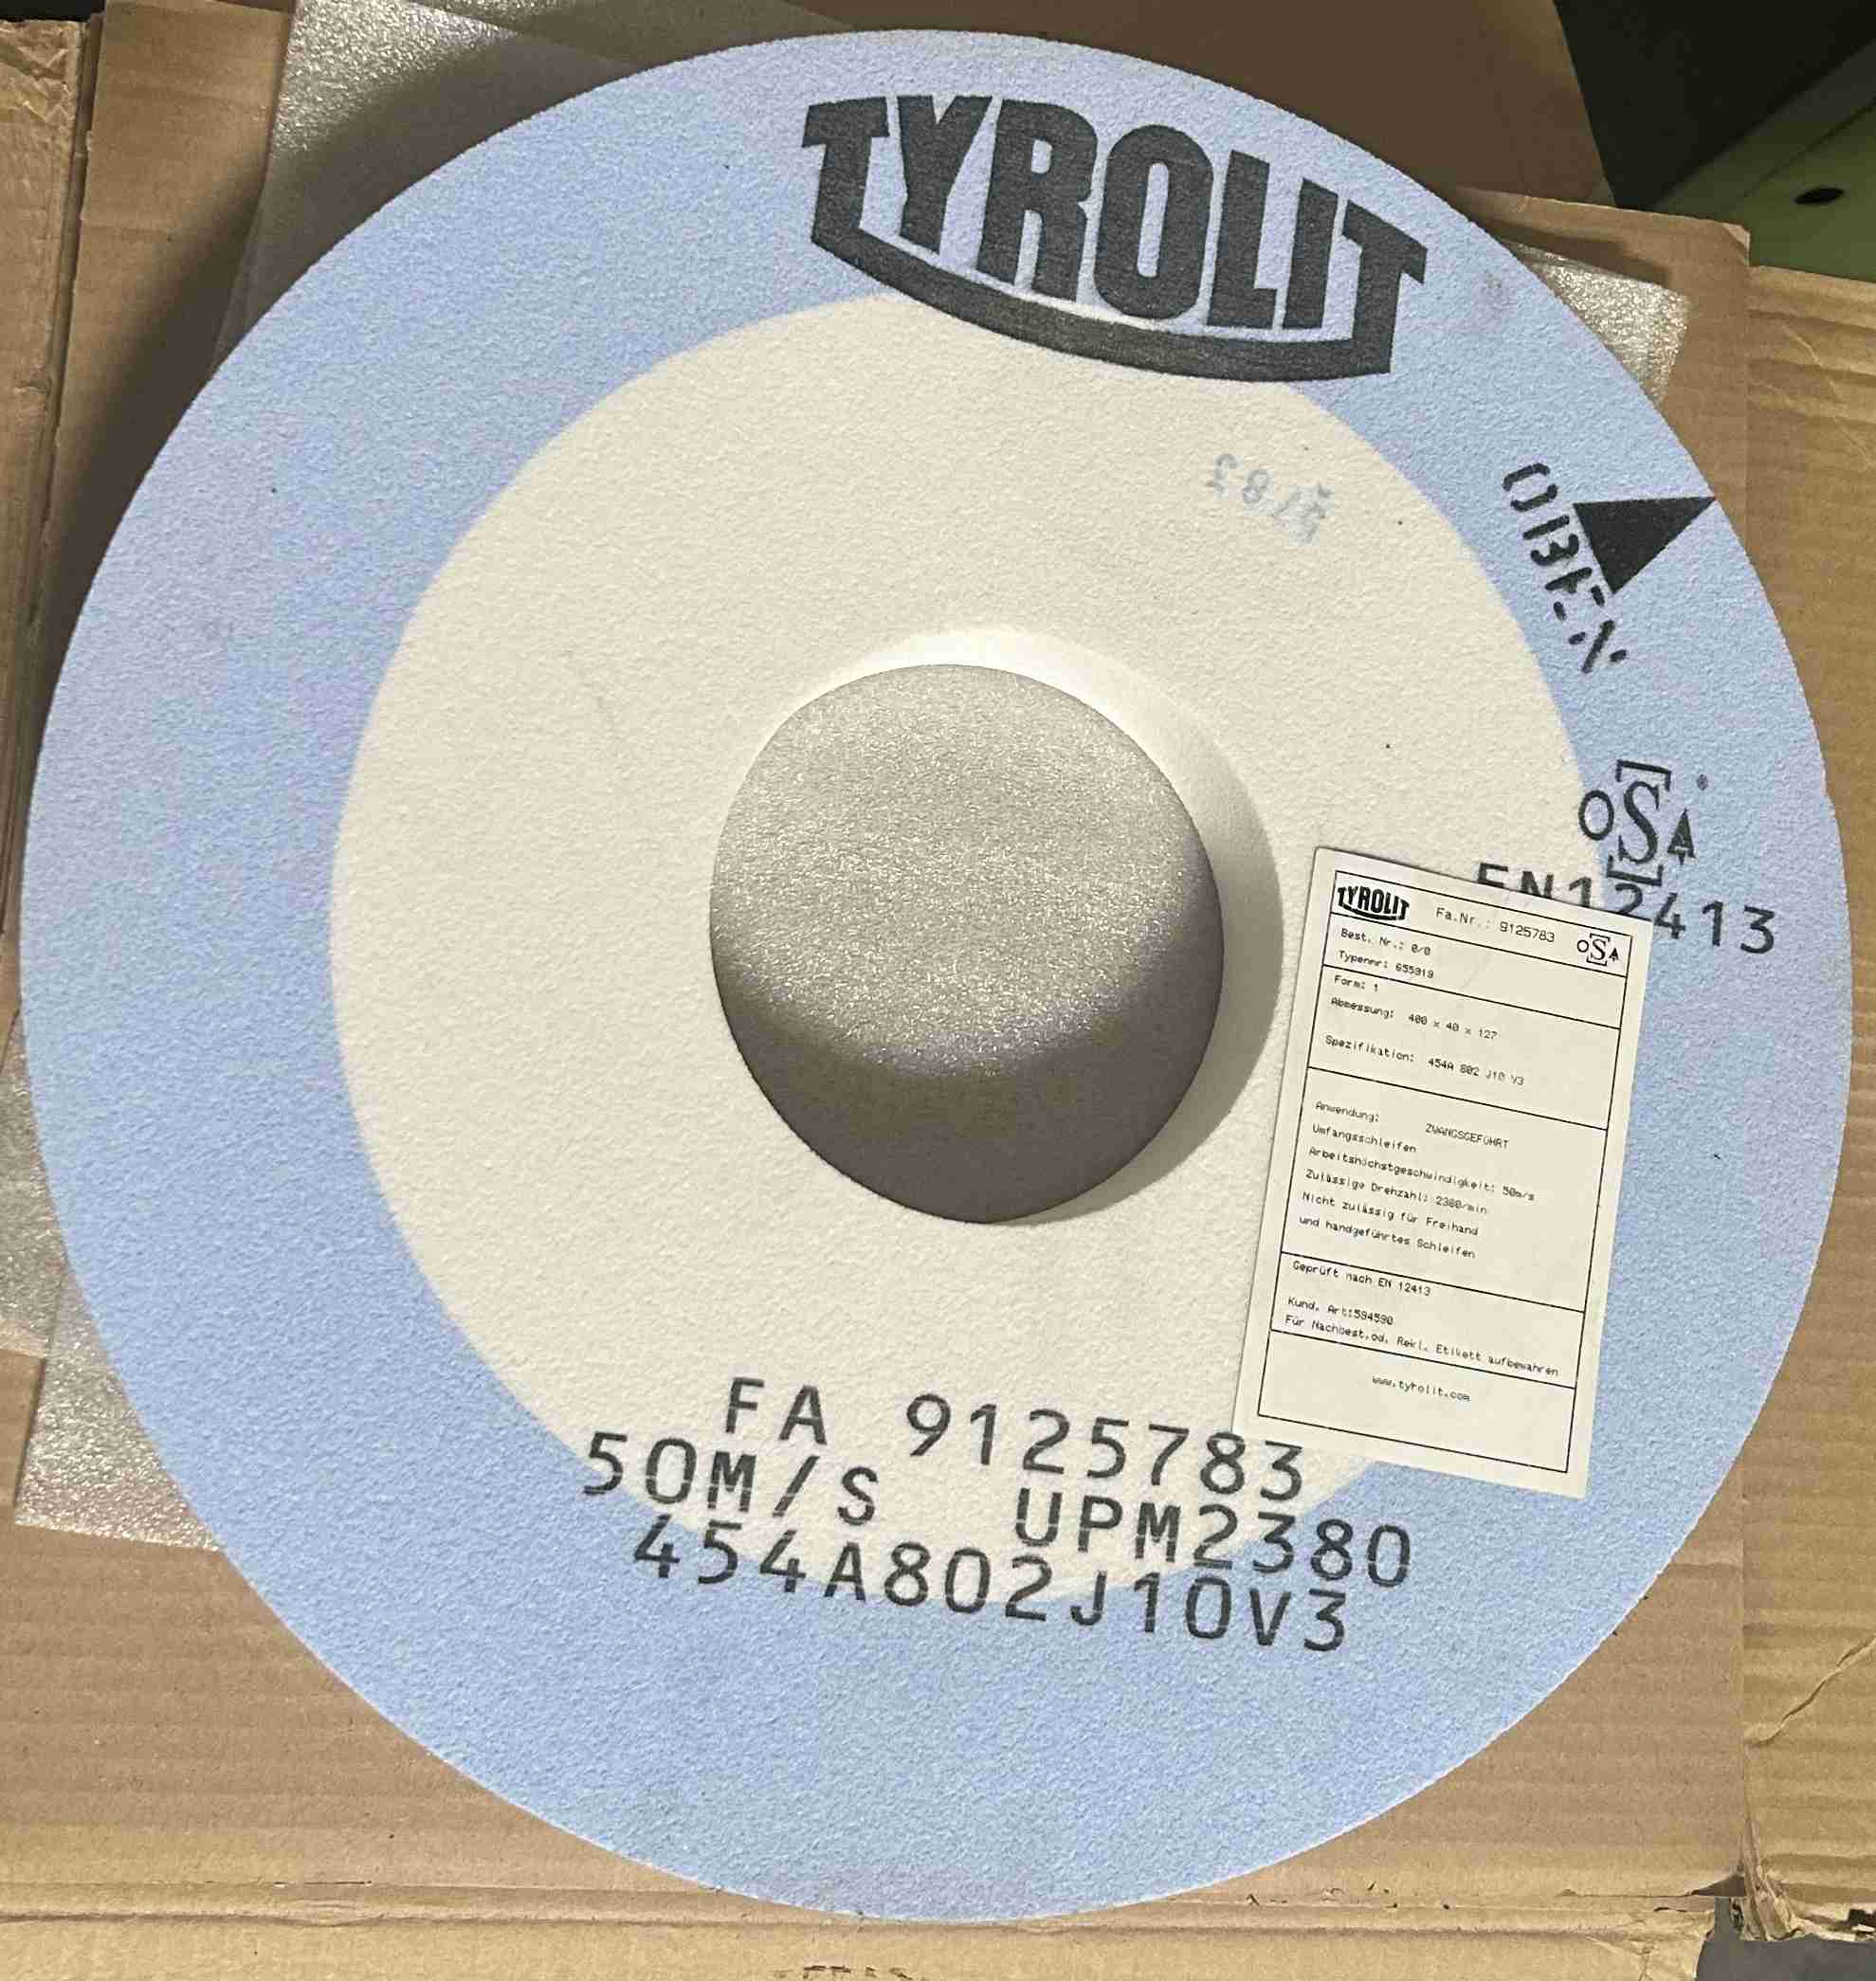 TYROLIT
OBEN
OSA
EN12413
TYROLIT Fa.Nr.: 9125783 OSA
Best. Nr.: 0/0
Typennr: 655919
Form: 1
Abmessung: 400 x 40 x 127
Spezifikation: 454A 802 J10 V3
Anwendung: ZWANGSGEFÜHRT
Umfangsschleifen
Arbeitshöchstgeschwindigkeit: 50m/s
Zulässige Drehzahl: 2380/min
Nicht zulässig für Freihand
und handgeführtes Schleifen
Geprüft nach EN 12413
Kund. Art:594590
Für Nachbest.od. Rekl. Etikett aufbewahren
www.tyrolit.com
FA 9125783
50M/S UPM2380
454A802J10V3